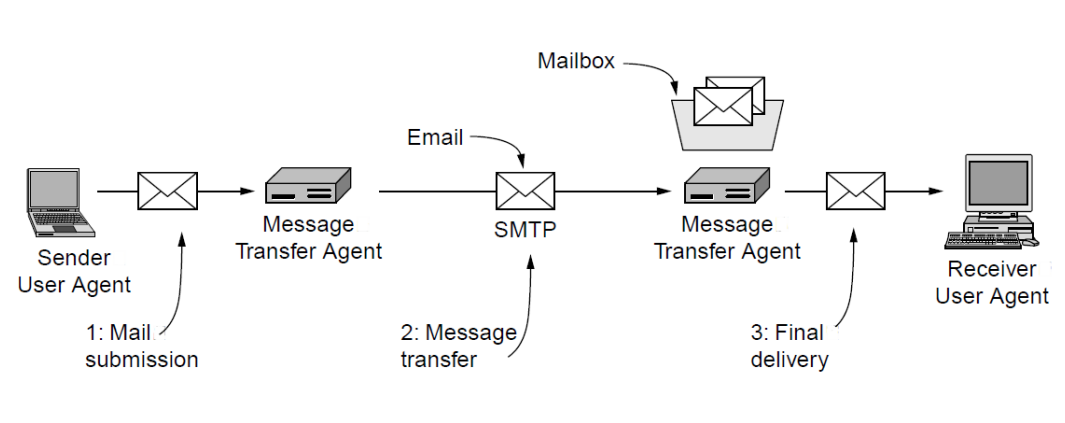 Mailbox
Email
Message
Transfer Agent
SMTP
Message
Transfer Agent
Sender
User Agent
Receiver
User Agent
1: Mail
submission
2: Message
transfer
3: Final
delivery